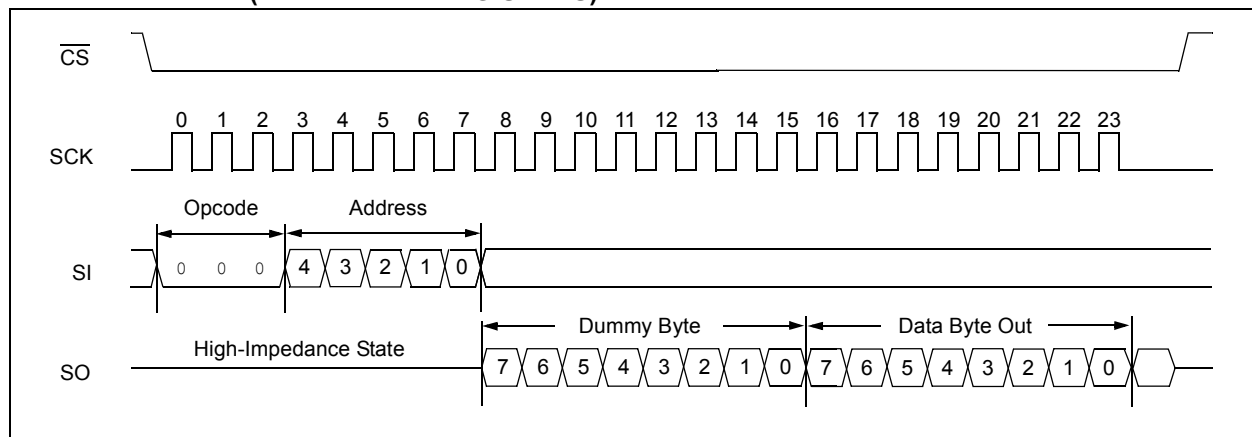 CS
0 1 2 3 4 5 6 7 8 9 10 11 12 13 14 15 16 17 18 19 20 21 22 23
SCK
Opcode Address
SI 0 0 0 4 3 2 1 0
Dummy Byte Data Byte Out
High-Impedance State
SO 7 6 5 4 3 2 1 0 7 6 5 4 3 2 1 0